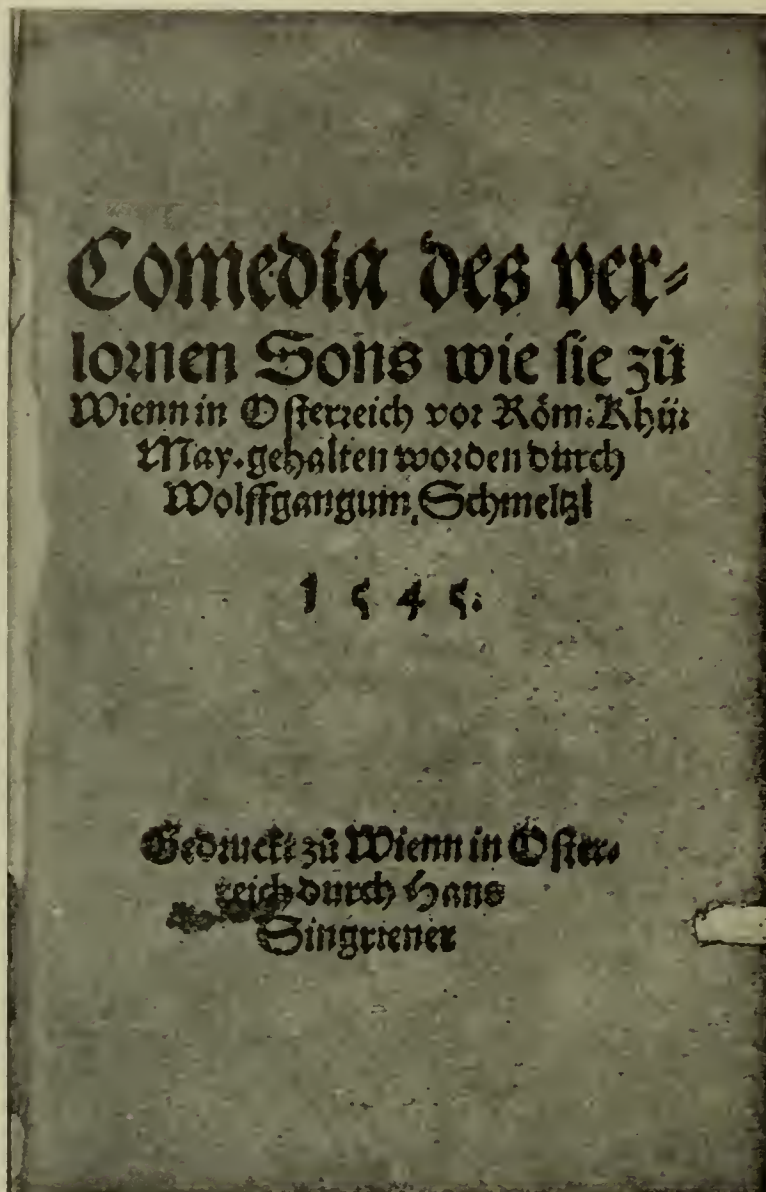 Comedia des ver⸗
lornen Sons wie sie zů
Wienn in Osterreich vor Röm: Khü:
May. gehalten worden durch
Wolffgangum, Schmeltzl
1545.
Gedruckt zů Wienn in Oster⸗
reich durch Hans
Singriener